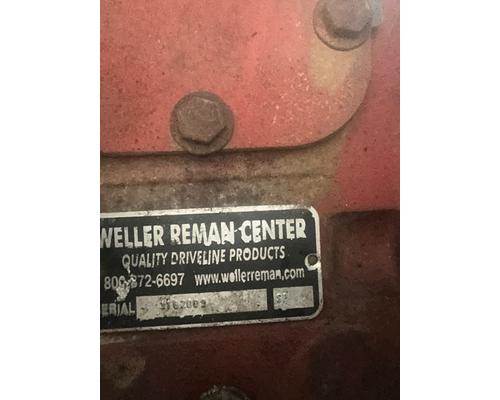 WELLER REMAN CENTER
QUALITY DRIVELINE PRODUCTS
800-872-6697 www.wellerreman.com
ERIAL